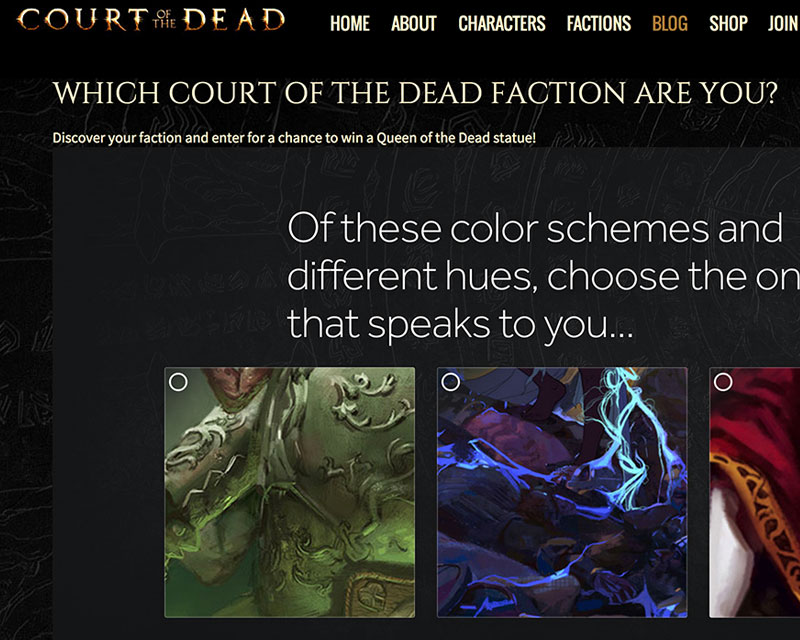 COURT OF THE DEAD
HOME ABOUT CHARACTERS FACTIONS BLOG SHOP JOIN
WHICH COURT OF THE DEAD FACTION ARE YOU?
Discover your faction and enter for a chance to win a Queen of the Dead statue!
Of these color schemes and
different hues, choose the on
that speaks to you...